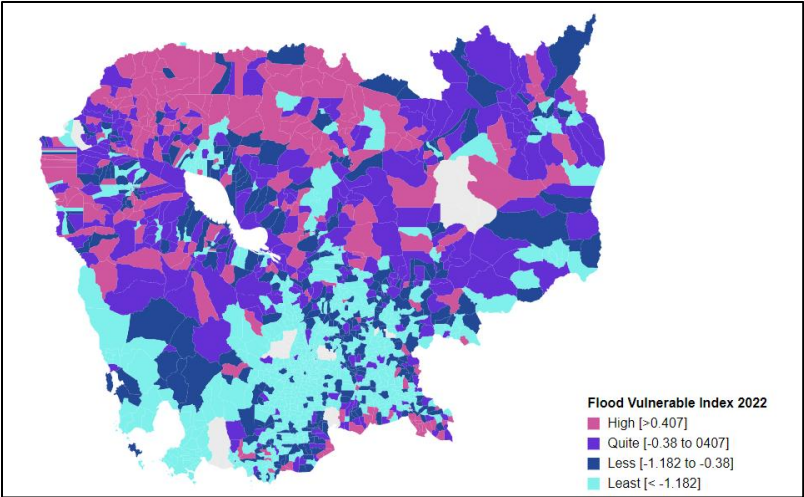 Flood Vulnerable Index 2022
High [>0.407]
Quite [-0.38 to 0407]
Less [-1.182 to -0.38]
Least [< -1.182]